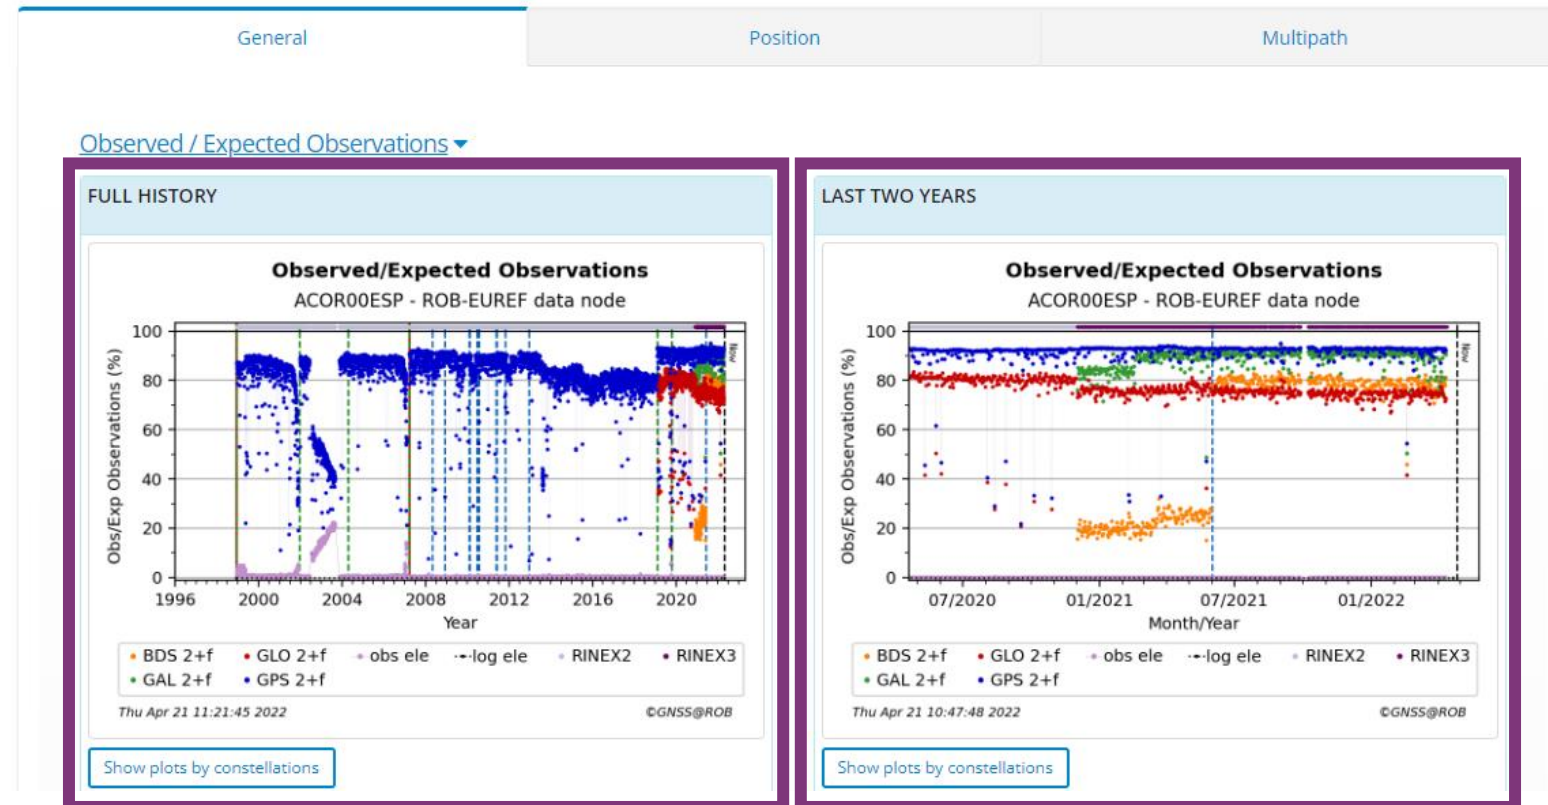 General
Position
Multipath
Observed / Expected Observations
FULL HISTORY
Observed/Expected Observations
ACOR00ESP - ROB-EUREF data node
Obs/Exp Observations (%)
100
80
60
40
20
0
Now
1996 2000 2004 2008 2012 2016 2020
Year
BDS 2+f GLO 2+f obs ele log ele RINEX2 RINEX3
GAL 2+f GPS 2+f
Thu Apr 21 11:21:45 2022 ©GNSS@ROB
Show plots by constellations
LAST TWO YEARS
Observed/Expected Observations
ACOR00ESP - ROB-EUREF data node
Obs/Exp Observations (%)
100
80
60
40
20
0
Now
07/2020 01/2021 07/2021 01/2022
Month/Year
BDS 2+f GLO 2+f obs ele log ele RINEX2 RINEX3
GAL 2+f GPS 2+f
Thu Apr 21 10:47:48 2022 ©GNSS@ROB
Show plots by constellations